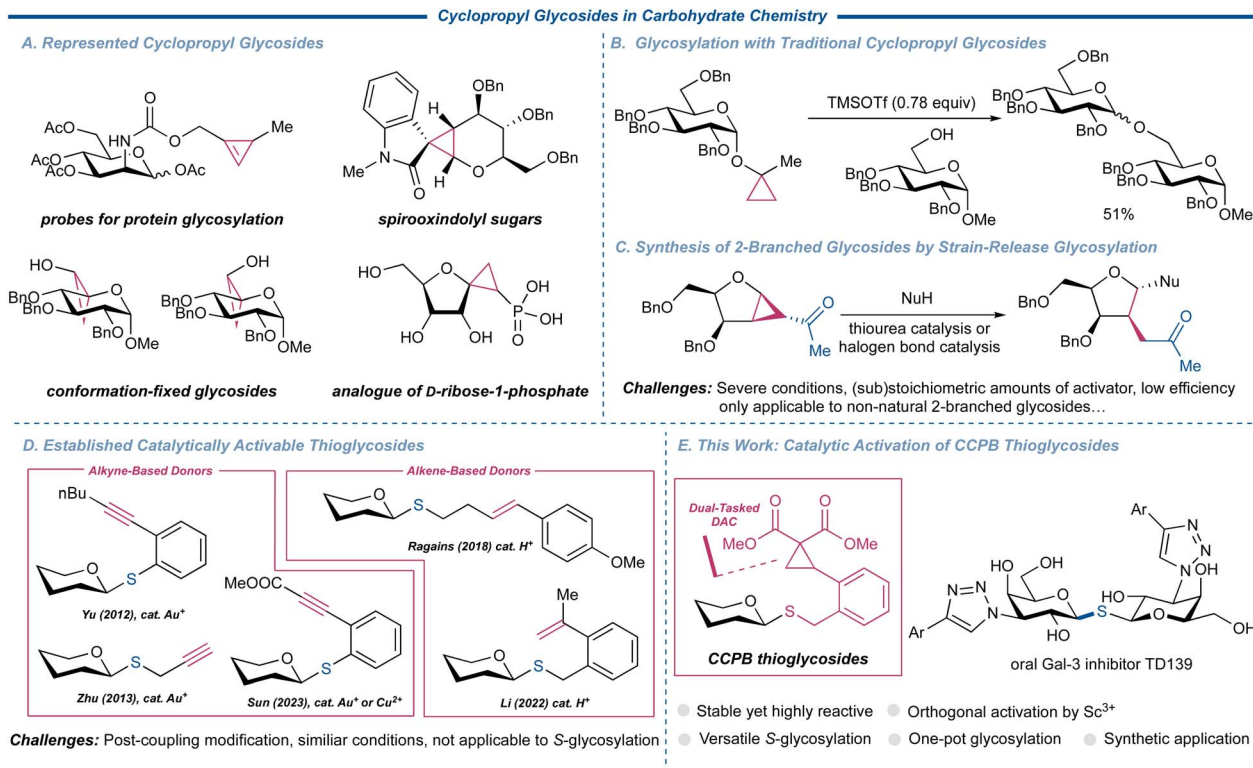 Cyclopropyl Glycosides in Carbohydrate Chemistry
A. Represented Cyclopropyl Glycosides
AcO
AcO
AcO
HN
O
O
Me
OAc
O
probes for protein glycosylation
OBn
OBn
OBn
H
H
O
N
Me
O
spirooxindolyl sugars
HO
BnO
BnO
BnO
O
OMe
HO
BnO
BnO
BnO
O
OMe
conformation-fixed glycosides
HO
O
HO
OH
O
P
OH
OH
analogue of D-ribose-1-phosphate
B. Glycosylation with Traditional Cyclopropyl Glycosides
OBn
BnO
BnO
BnO
O
O
Me
TMSOTf (0.78 equiv)
OH
BnO
BnO
BnO
O
OMe
OBn
BnO
BnO
BnO
O
O
BnO
BnO
BnO
O
OMe
51%
C. Synthesis of 2-Branched Glycosides by Strain-Release Glycosylation
BnO
O
BnO
O
Me
NuH
thiourea catalysis or
halogen bond catalysis
BnO
O
Nu
BnO
O
Me
Challenges: Severe conditions, (sub)stoichiometric amounts of activator, low efficiency
only applicable to non-natural 2-branched glycosides…
D. Established Catalytically Activable Thioglycosides
Alkyne-Based Donors
nBu
O
S
Yu (2012), cat. Au⁺
O
S
Zhu (2013), cat. Au⁺
MeO₂C
O
S
Sun (2023), cat. Au⁺ or Cu²⁺
Alkene-Based Donors
O
S
OMe
Ragains (2018) cat. H⁺
Me
O
S
Li (2022) cat. H⁺
Challenges: Post-coupling modification, similiar conditions, not applicable to S-glycosylation
E. This Work: Catalytic Activation of CCPB Thioglycosides
Dual-Tasked
DAC
O
O
MeO
OMe
O
S
CCPB thioglycosides
Ar
N
N
N
HO
OH
O
OH
S
HO
O
OH
OH
Ar
N
N
N
oral Gal-3 inhibitor TD139
Stable yet highly reactive
Orthogonal activation by Sc³⁺
Versatile S-glycosylation
One-pot glycosylation
Synthetic application